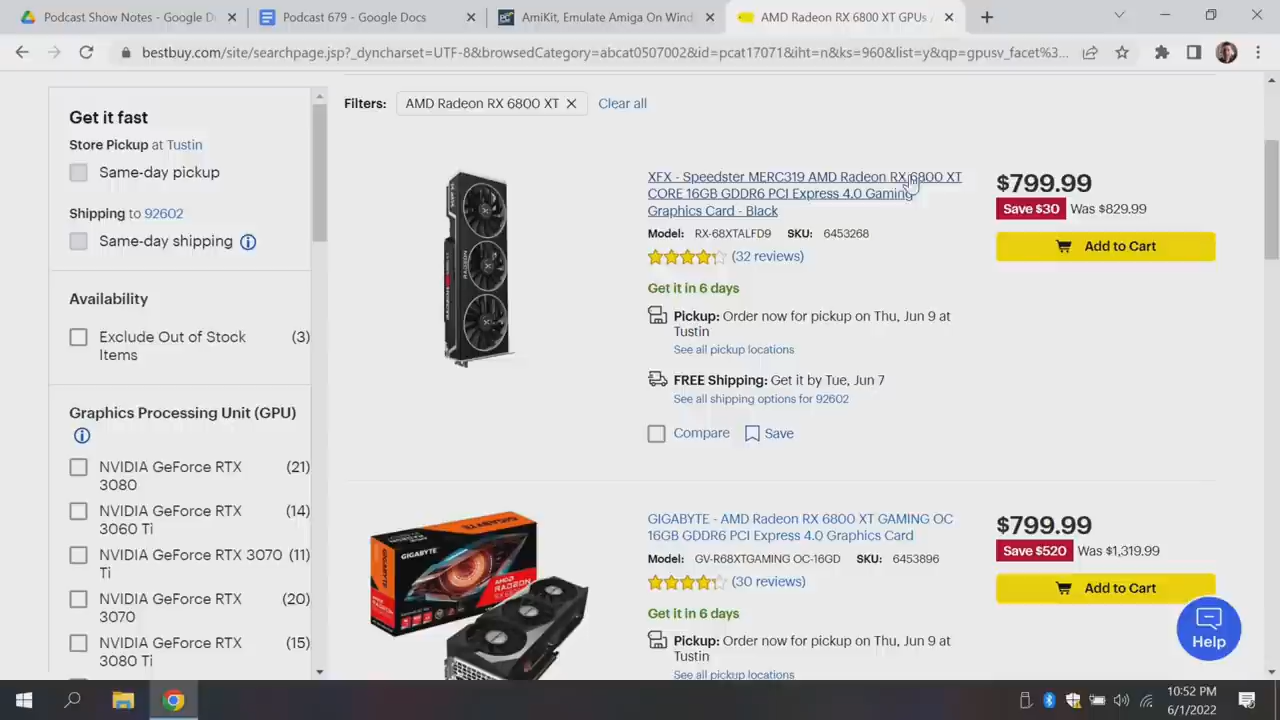 Podcast Show Notes - Google D
Podcast 679 - Google Docs
AmiKit, Emulate Amiga On Wind
AMD Radeon RX 6800 XT GPUs
bestbuy.com/site/searchpage.jsp?_dyncharset=UTF-8&browsedCategory=abcat0507002&id=pcat17071&iht=n&ks=960&list=y&qp=gpusv_facet%3...
Filters:
AMD Radeon RX 6800 XT
Clear all
Get it fast
Store Pickup at Tustin
Same-day pickup
Shipping to 92602
Same-day shipping
Availability
Exclude Out of Stock
Items
(3)
Graphics Processing Unit (GPU)
NVIDIA GeForce RTX
3080
(21)
NVIDIA GeForce RTX
3060 Ti
(14)
NVIDIA GeForce RTX 3070
Ti
(11)
NVIDIA GeForce RTX
3070
(20)
NVIDIA GeForce RTX
3080 Ti
(15)
XFX - Speedster MERC319 AMD Radeon RX 6800 XT
CORE 16GB GDDR6 PCI Express 4.0 Gaming
Graphics Card - Black
Model: RX-68XTALFD9 SKU: 6453268
(32 reviews)
Get it in 6 days
Pickup: Order now for pickup on Thu, Jun 9 at
Tustin
See all pickup locations
FREE Shipping: Get it by Tue, Jun 7
See all shipping options for 92602
Compare
Save
$799.99
Save $30 Was $829.99
Add to Cart
RADEON
GIGABYTE
GIGABYTE
AMD
RADEON
GIGABYTE - AMD Radeon RX 6800 XT GAMING OC
16GB GDDR6 PCI Express 4.0 Graphics Card
Model: GV-R68XTGAMING OC-16GD SKU: 6453896
(30 reviews)
Get it in 6 days
Pickup: Order now for pickup on Thu, Jun 9 at
Tustin
See all pickup locations
$799.99
Save $520 Was $1,319.99
Add to Cart
Help
10:52 PM
6/1/2022